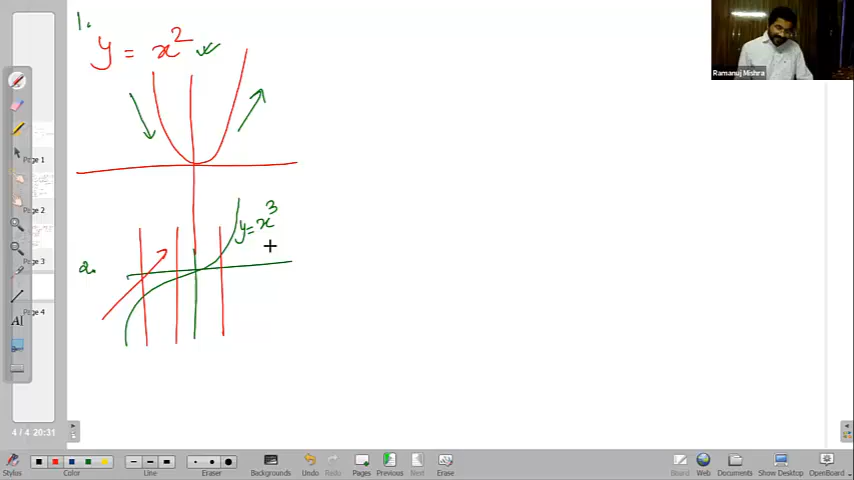 1.
y = x²
Ramanuj Mishra
Page 1
Page 2
y = x³
2.
Page 3
Page 4
AI
4 / 4 20:31
Stylus
Color
Line
Eraser
Backgrounds
Undo
Redo
Pages
Previous
Next
Erase
Board
Web
Documents
Show Desktop
OpenBoard